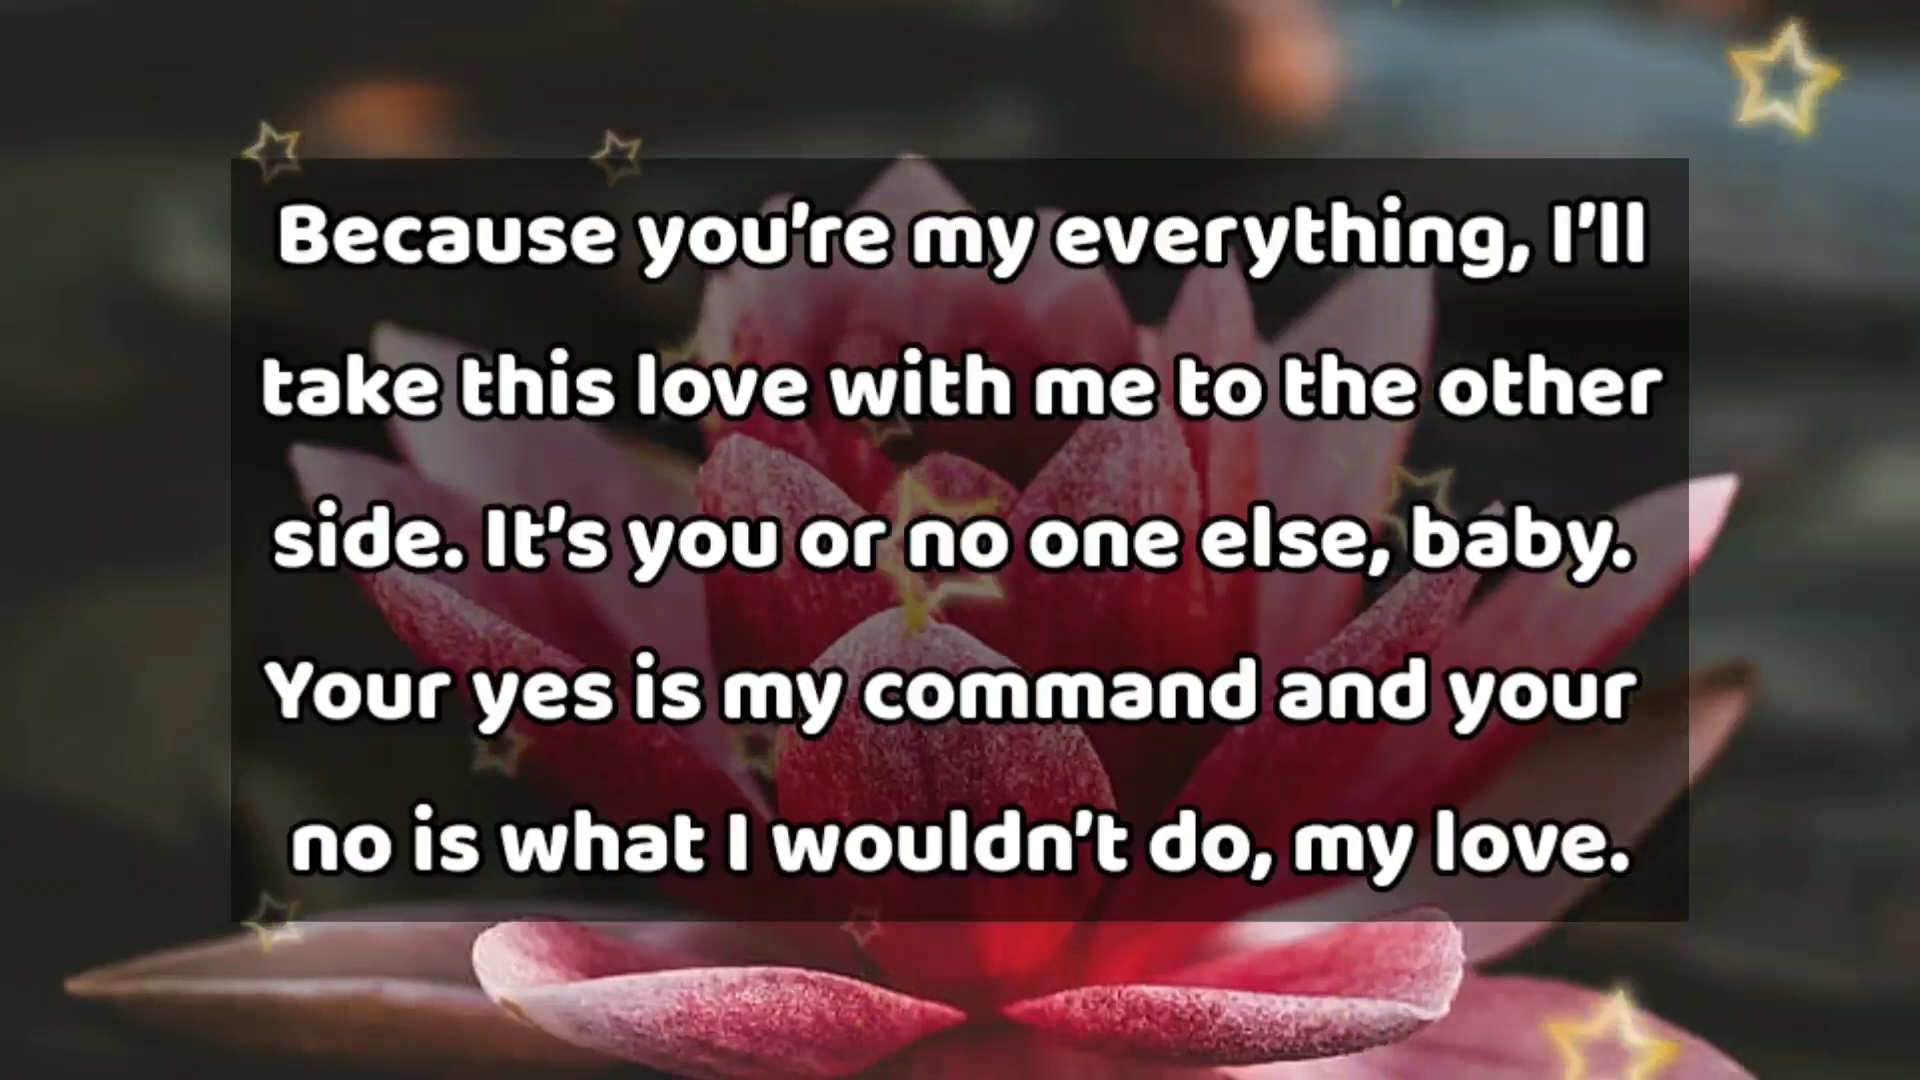 Because you’re my everything, I’ll
take this love with me to the other
side. It’s you or no one else, baby.
Your yes is my command and your
no is what I wouldn’t do, my love.